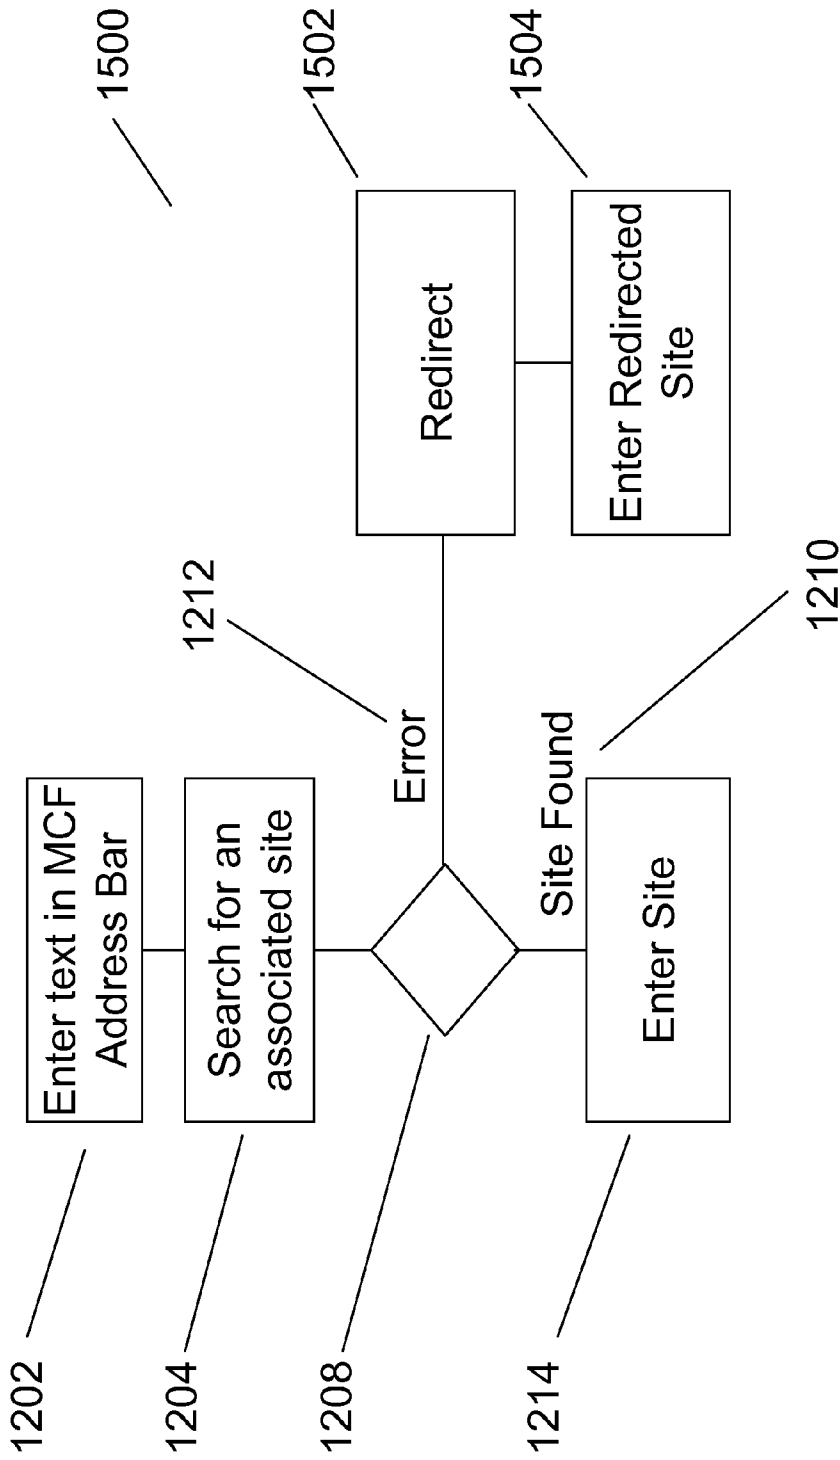 1500
1202
Enter text in MCF
Address Bar
1204
Search for an
associated site
1212
1502
1208
Error
Redirect
Site Found
1504
1214
Enter Site
Enter Redirected
Site
1210